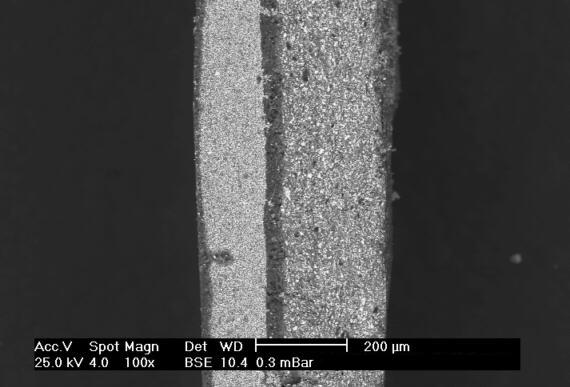 Acc.V Spot Magn Det WD 200 µm
25.0 kV 4.0 100x BSE 10.4 0.3 mBar